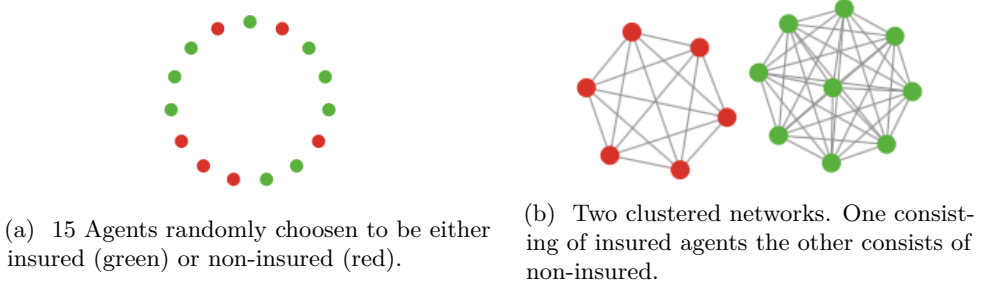 (a) 15 Agents randomly choosen to be either
insured (green) or non-insured (red).
(b) Two clustered networks. One consist-
ing of insured agents the other consists of
non-insured.